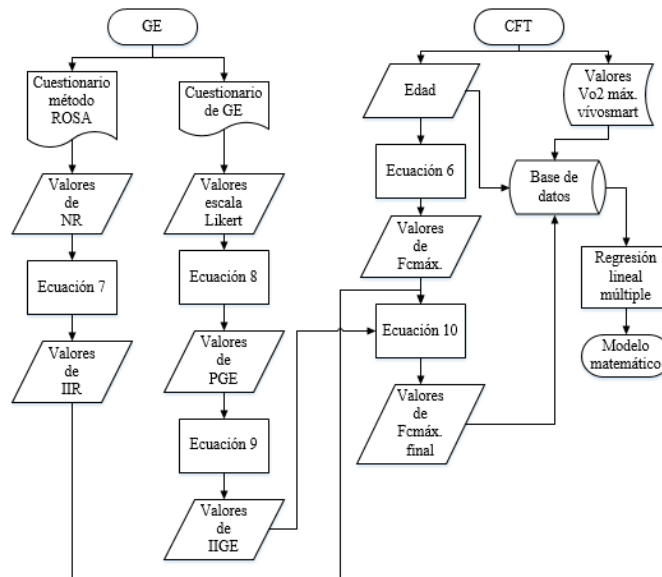 GE
Cuestionario
método
ROSA
Cuestionario
de GE
Valores
de
NR
Valores
escala
Likert
Ecuación 7
Ecuación 8
Valores
de
IIR
Valores
de
PGE
Ecuación 9
Valores
de
IIGE
CFT
Edad
Valores
Vo2 máx.
vívosmart
Ecuación 6
Base de
datos
Valores
de
Fcmáx.
Regresión
lineal
múltiple
Ecuación 10
Modelo
matemático
Valores
de
Fcmáx.
final